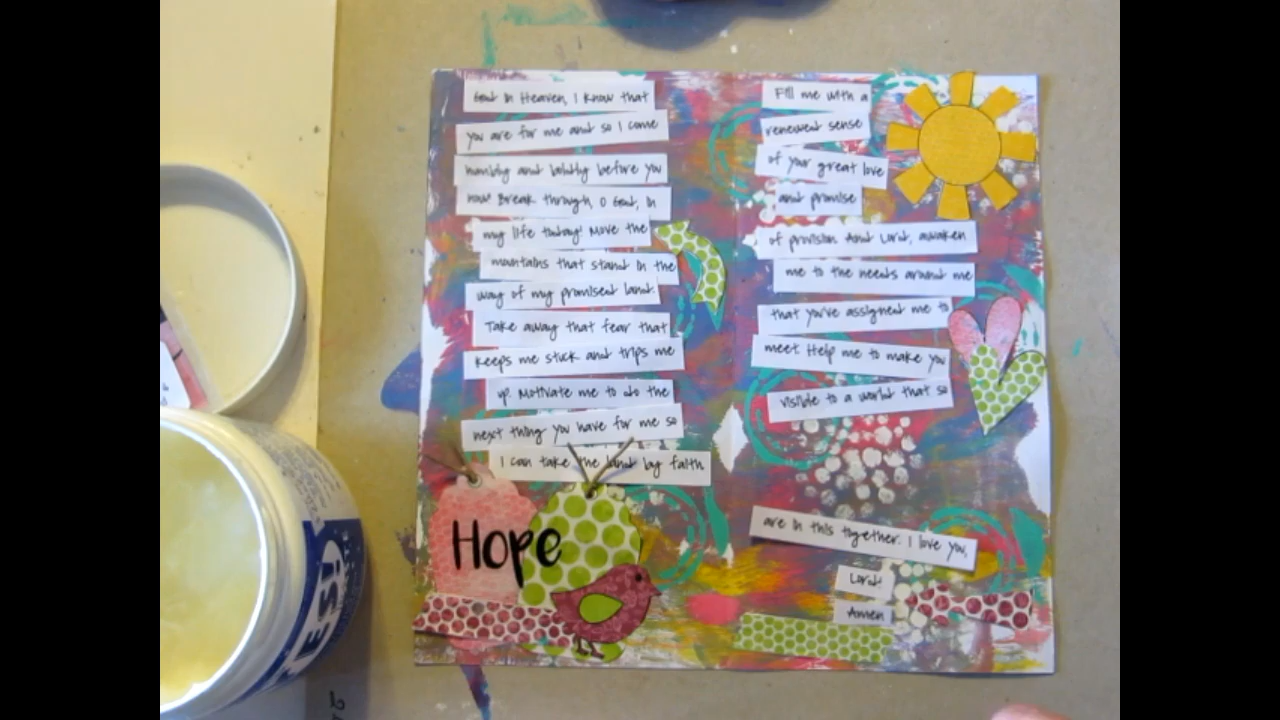 God in Heaven, I know that
you are for me and so I come
humbly and boldly before you
now! Break through, O God, in
my life today! Move the
mountains that stand in the
way of my promised land.
Take away that fear that
keeps me stuck and trips me
up. Motivate me to do the
next thing you have for me so
I can take the land by faith
Hope
Fill me with a
renewed sense
of your great love
and promise
of provision And Lord, awaken
me to the needs around me
that you've assigned me to
meet. Help me to make you
visible to a world that so
are in this together. I love you,
Lord!
Amen